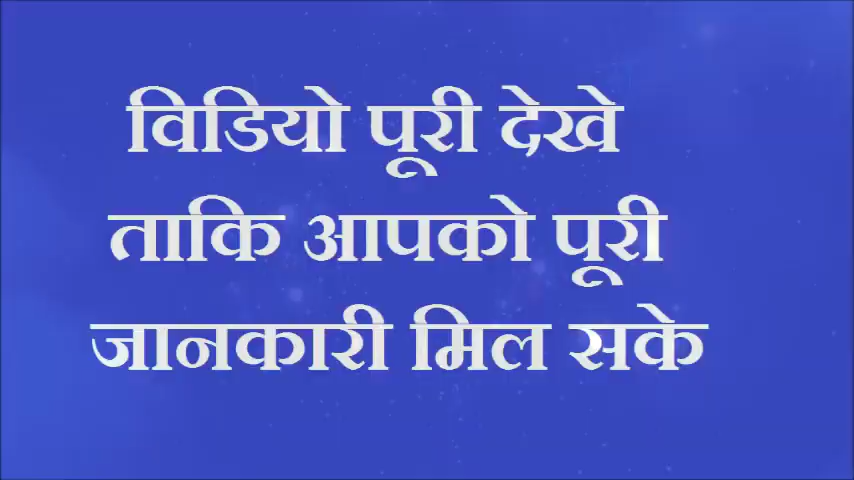 विडियो पूरी देखे
ताकि आपको पूरी
जानकारी मिल सके